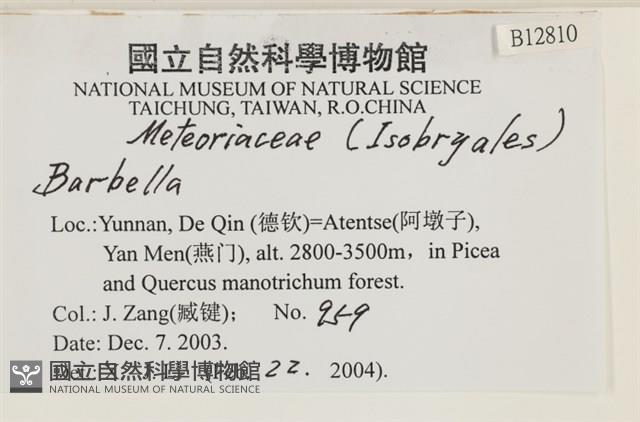 B12810
國立自然科學博物館
NATIONAL MUSEUM OF NATURAL SCIENCE
TAICHUNG, TAIWAN, R.O.CHINA
Meteoriaceae (Isobryales)
Barbella
Loc.:Yunnan, De Qin (德钦)=Atentse(阿墩子),
Yan Men(燕门), alt. 2800-3500m，in Picea
and Quercus manotrichum forest.
Col.: J. Zang(臧键)； No. 959
Date: Dec. 7. 2003.
22. 2004).
國立自然科學博物館
NATIONAL MUSEUM OF NATURAL SCIENCE